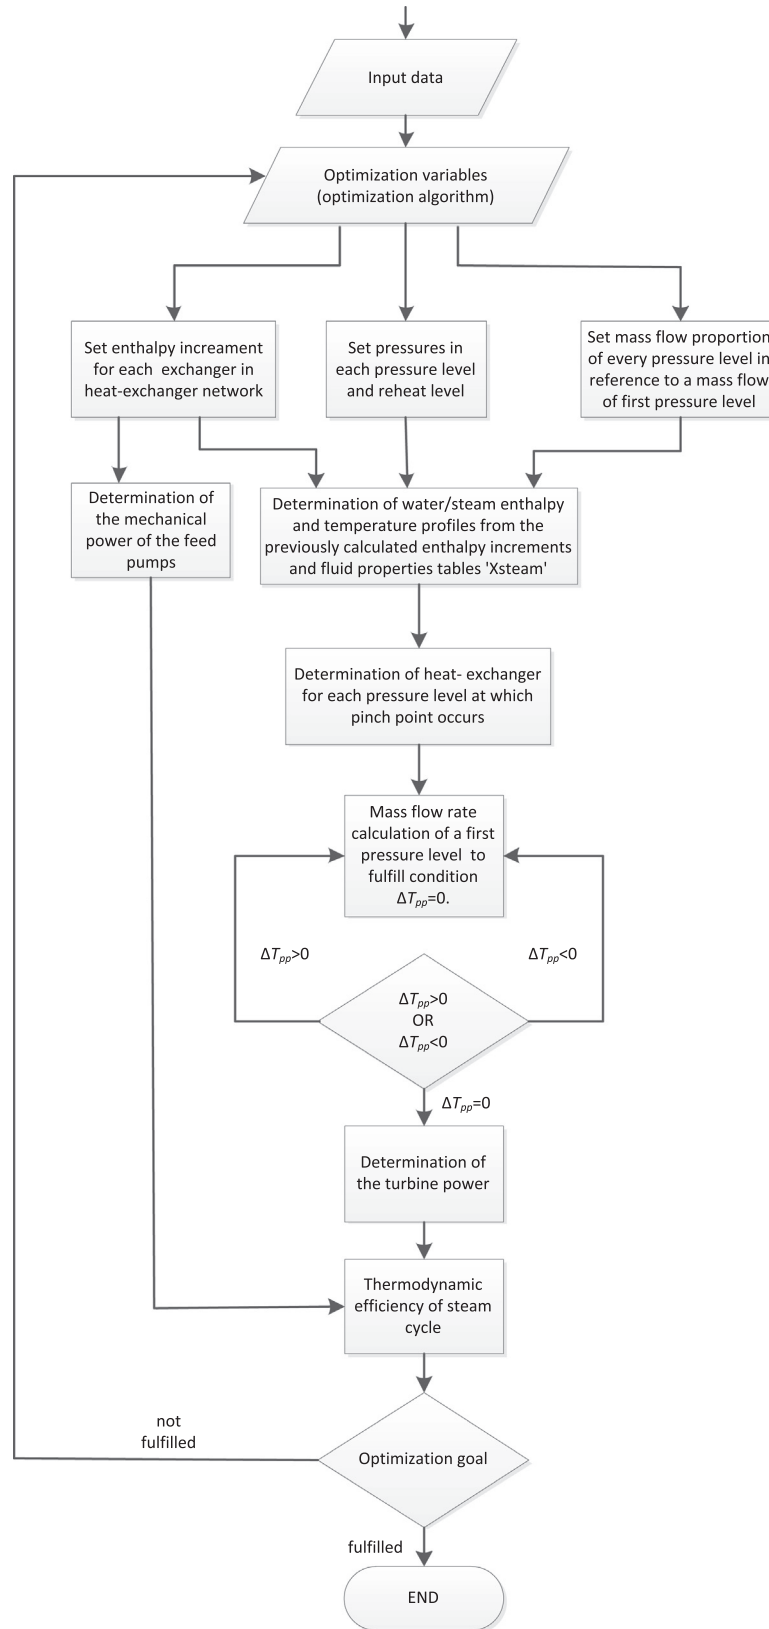 Input data
Optimization variables
(optimization algorithm)
Set enthalpy increament
for each exchanger in
heat-exchanger network
Set pressures in
each pressure level
and reheat level
Set mass flow proportion
of every pressure level in
reference to a mass flow
of first pressure level
Determination of
the mechanical
power of the feed
pumps
Determination of water/steam enthalpy
and temperature profiles from the
previously calculated enthalpy increments
and fluid properties tables 'Xsteam'
Determination of heat- exchanger
for each pressure level at which
pinch point occurs
Mass flow rate
calculation of a first
pressure level to
fulfill condition
ΔTpp=0.
ΔTpp>0
ΔTpp<0
ΔTpp>0
OR
ΔTpp<0
ΔTpp=0
Determination of
the turbine power
Thermodynamic
efficiency of steam
cycle
not
fulfilled
Optimization goal
fulfilled
END